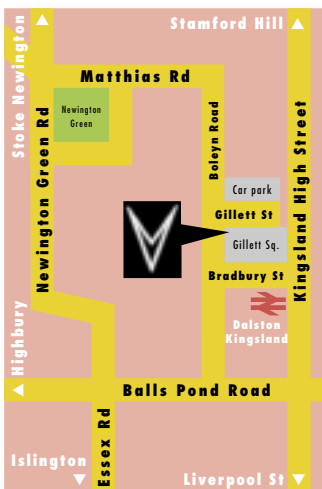 Stamford Hill
Stoke Newington
Matthias Rd
Newington
Green
Newington Green Rd
Boleyn Road
Kingsland High Street
Car park
Gillett St
Gillett Sq.
Bradbury St
Dalston
Kingsland
Highbury
Balls Pond Road
Essex Rd
Islington
Liverpool St